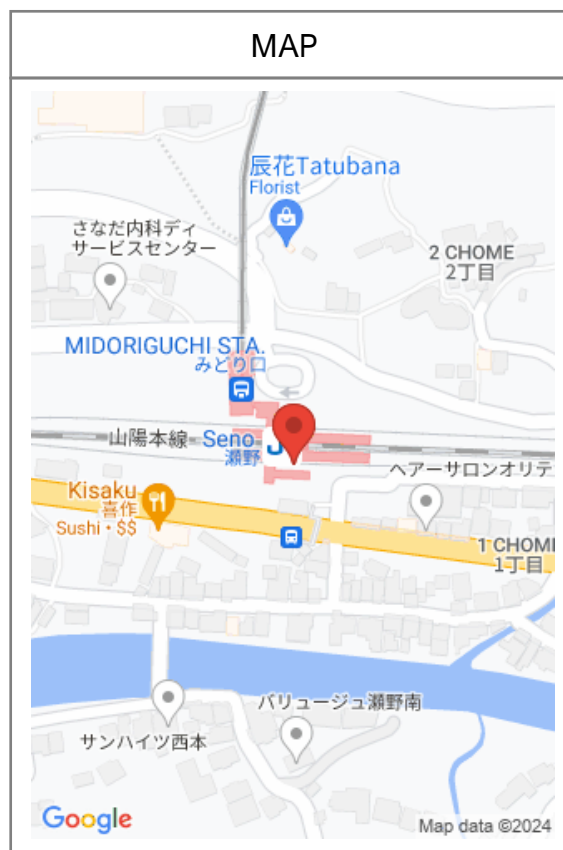 MAP
辰花Tatubana
Florist
さなだ内科ディ
サービスセンター
2 CHOME
2丁目
MIDORIGUCHI STA.
みどり口
山陽本線
Seno
瀬野
J
ヘアーサロンオリテ
Kisaku
喜作
Sushi・$$
1 CHOME
1丁目
バリュージュ瀬野南
サンハイツ西本
Google
Map data ©2024